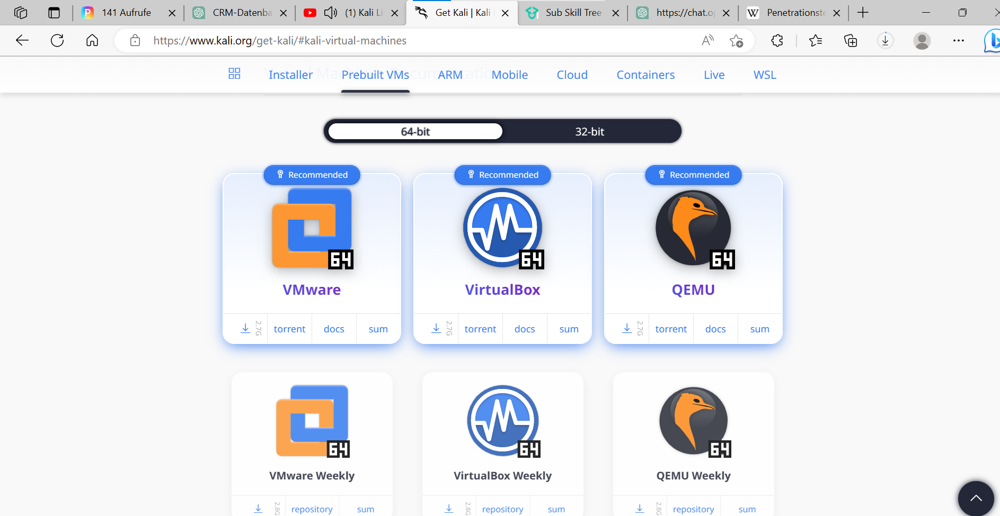 141 Aufrufe
CRM-Datenba
(1) Kali Li
Get Kali | Kali
Sub Skill Tree
https://chat.op
Penetrationste
https://www.kali.org/get-kali/#kali-virtual-machines
Installer
Prebuilt VMs
ARM
Mobile
Cloud
Containers
Live
WSL
64-bit
32-bit
Recommended
Recommended
Recommended
64
64
64
VMware
VirtualBox
QEMU
2.7G torrent docs sum
2.7G torrent docs sum
2.7G torrent docs sum
64
64
64
VMware Weekly
VirtualBox Weekly
QEMU Weekly
2.8G repository sum
2.8G repository sum
2.8G repository sum